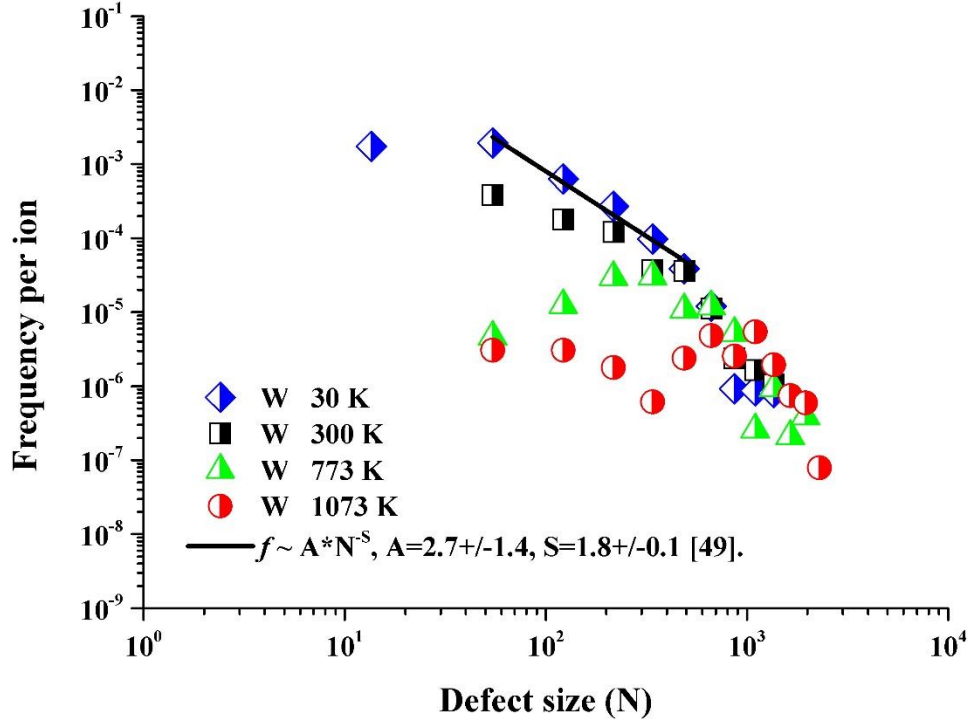 10^-1
10^-2
10^-3
10^-4
10^-5
10^-6
10^-7
10^-8
10^-9
Frequency per ion
W 30 K
W 300 K
W 773 K
W 1073 K
f ~ A*N^-S, A=2.7+/-1.4, S=1.8+/-0.1 [49].
10^0 10^1 10^2 10^3 10^4
Defect size (N)